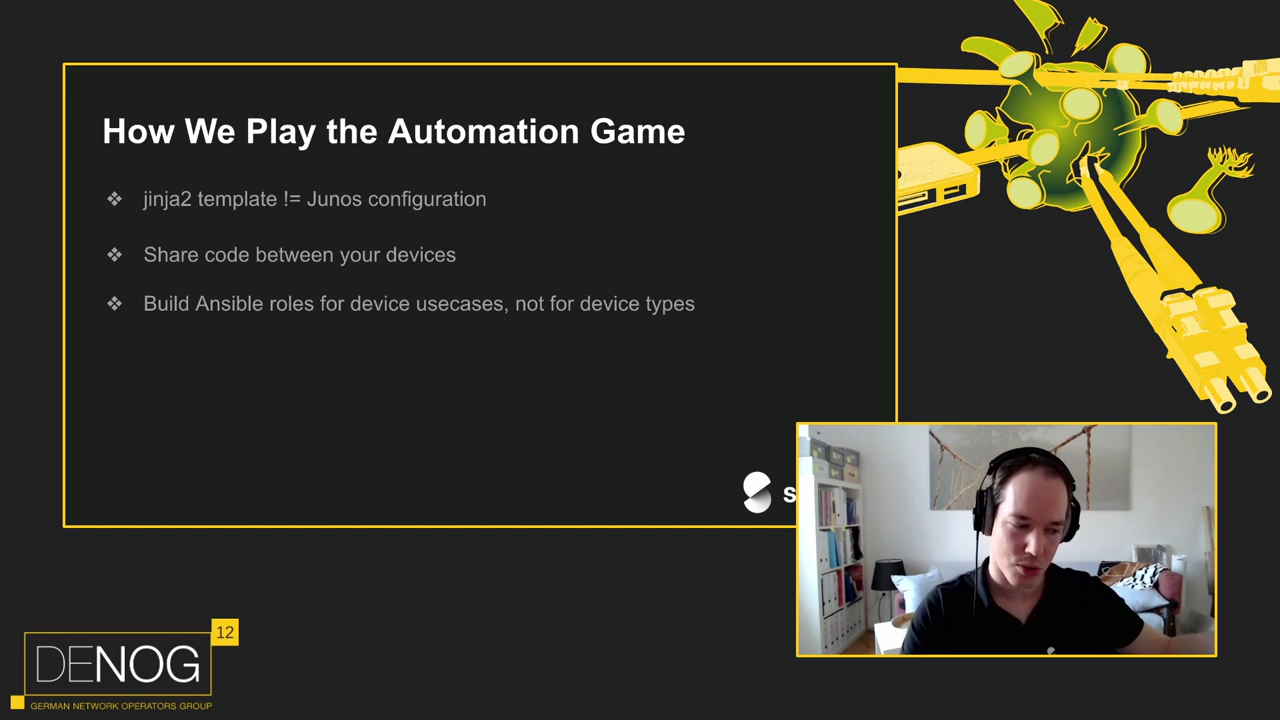 How We Play the Automation Game
❖ jinja2 template != Junos configuration
❖ Share code between your devices
❖ Build Ansible roles for device usecases, not for device types
s
12
DENOG
GERMAN NETWORK OPERATORS GROUP